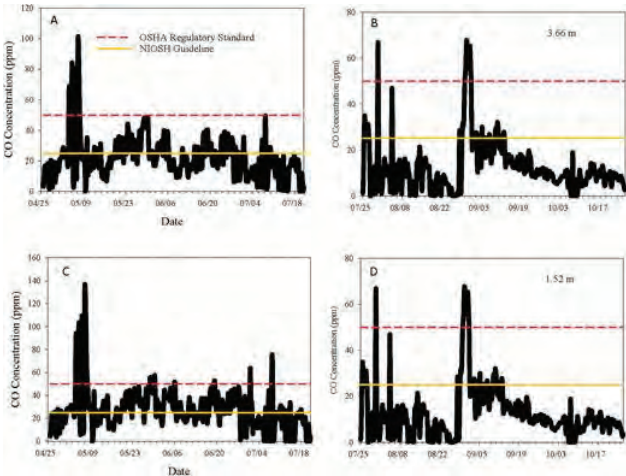 A
OSHA Regulatory Standard
NIOSH Guideline
CO Concentration (ppm)
120
100
80
60
40
20
0
04/25 05/09 05/23 06/06 06/20 07/04 07/18
Date
B
3.66 m
CO Concentration (ppm)
80
60
40
20
0
07/25 08/08 08/22 09/05 09/19 10/03 10/17
C
CO Concentration (ppm)
160
140
120
100
80
60
40
20
0
04/25 05/09 05/23 06/06 06/20 07/04 07/18
Date
D
1.52 m
CO Concentration (ppm)
80
60
40
20
0
07/25 08/08 08/22 09/05 09/19 10/03 10/17